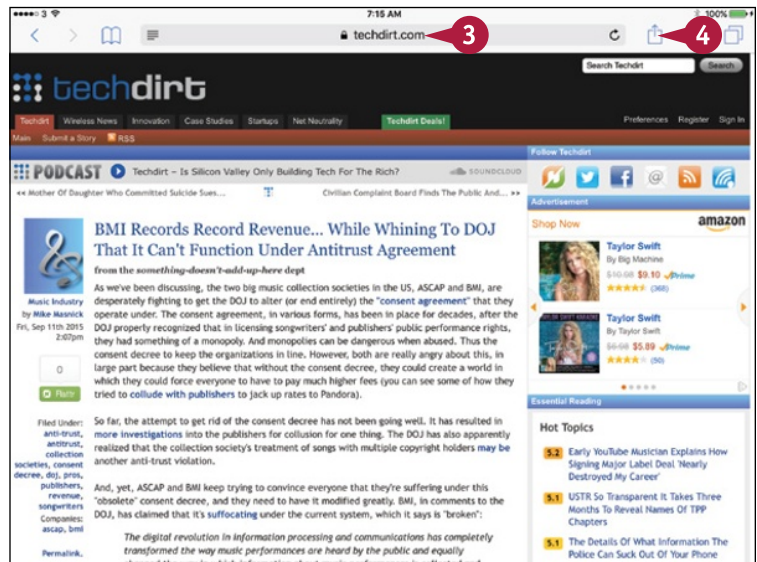 3
7:15 AM
100%
techdirt.com
3
4
techdirt
Search Techdirt
Search
Techdirt
Wireless News
Innovation
Case Studies
Startups
Net Neutrality
Techdirt Deals!
Preferences
Register
Sign In
Main
Submit a Story
RSS
PODCAST
Techdirt – Is Silicon Valley Only Building Tech For The Rich?
SOUNDCLOUD
<< Mother Of Daughter Who Committed Suicide Sues...
Civilian Complaint Board Finds The Public And... >>
BMI Records Record Revenue... While Whining To DOJ
That It Can't Function Under Antitrust Agreement
from the something-doesn't-add-up-here dept
Music Industry
by Mike Masnick
Fri, Sep 11th 2015
2:07pm
0
Flattr
Filed Under:
anti-trust,
antitrust,
collection
societies, consent
decree, doj, pros,
publishers,
revenue,
songwriters
Companies:
ascap, bmi
Permalink.
As we've been discussing, the two big music collection societies in the US, ASCAP and BMI, are
desperately fighting to get the DOJ to alter (or end entirely) the "consent agreement" that they
operate under. The consent agreement, in various forms, has been in place for decades, after the
DOJ properly recognized that in licensing songwriters' and publishers' public performance rights,
they had something of a monopoly. And monopolies can be dangerous when abused. Thus the
consent decree to keep the organizations in line. However, both are really angry about this, in
large part because they believe that without the consent decree, they could create a world in
which they could force everyone to have to pay much higher fees (you can see some of how they
tried to collude with publishers to jack up rates to Pandora).
So far, the attempt to get rid of the consent decree has not been going well. It has resulted in
more investigations into the publishers for collusion for one thing. The DOJ has also apparently
realized that the collection society's treatment of songs with multiple copyright holders may be
another anti-trust violation.
And, yet, ASCAP and BMI keep trying to convince everyone that they're suffering under this
"obsolete" consent decree, and they need to have it modified greatly. BMI, in comments to the
DOJ, has claimed that it's suffocating under the current system, which it says is "broken":
The digital revolution in information processing and communications has completely
transformed the way music performances are heard by the public and equally
Follow Techdirt
Advertisement
Shop Now
amazon
Taylor Swift
By Big Machine
$10.98 $9.10 Prime
(368)
Taylor Swift
By Taylor Swift
$6.98 $5.89 Prime
(50)
Essential Reading
Hot Topics
5.2 Early YouTube Musician Explains How
Signing Major Label Deal 'Nearly
Destroyed My Career'
5.1 USTR So Transparent It Takes Three
Months To Reveal Names Of TPP
Chapters
5.1 The Details Of What Information The
Police Can Suck Out Of Your Phone